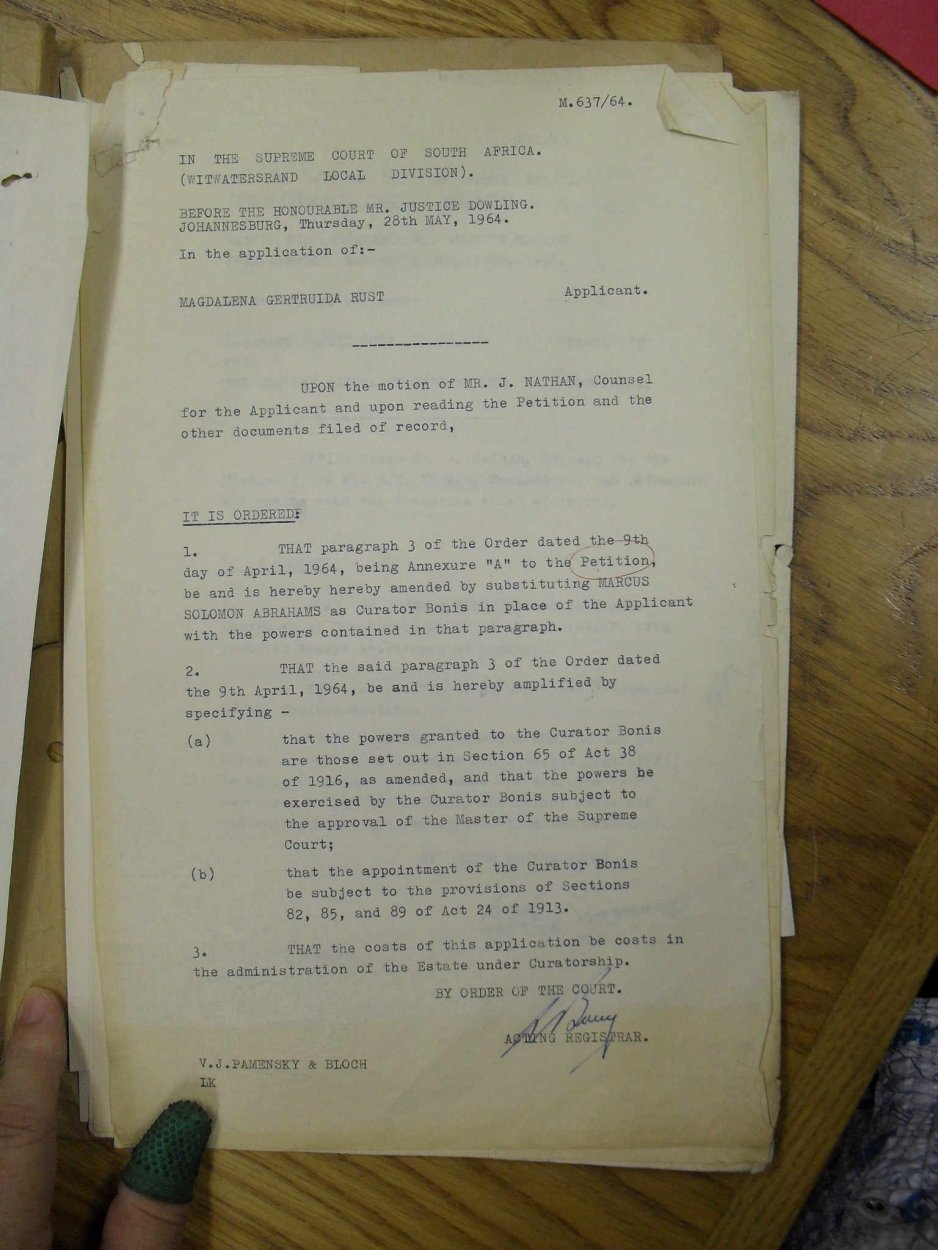 M.637/64.
IN THE SUPREME COURT OF SOUTH AFRICA.
(WITWATERSRAND LOCAL DIVISION).
BEFORE THE HONOURABLE MR. JUSTICE DOWLING.
JOHANNESBURG, Thursday, 28th MAY, 1964.
In the application of:-
MAGDALENA GERTRUIDA RUST Applicant.
----------------
UPON the motion of MR. J. NATHAN, Counsel
for the Applicant and upon reading the Petition and the
other documents filed of record,
IT IS ORDERED:
1. THAT paragraph 3 of the Order dated the 9th
day of April, 1964, being Annexure "A" to the Petition,
be and is hereby hereby amended by substituting MARCUS
SOLOMON ABRAHAMS as Curator Bonis in place of the Applicant
with the powers contained in that paragraph.
2. THAT the said paragraph 3 of the Order dated
the 9th April, 1964, be and is hereby amplified by
specifying -
(a) that the powers granted to the Curator Bonis
are those set out in Section 65 of Act 38
of 1916, as amended, and that the powers be
exercised by the Curator Bonis subject to
the approval of the Master of the Supreme
Court;
(b) that the appointment of the Curator Bonis
be subject to the provisions of Sections
82, 85, and 89 of Act 24 of 1913.
3. THAT the costs of this application be costs in
the administration of the Estate under Curatorship.
BY ORDER OF THE COURT.
ACTING REGISTRAR.
V.J.PAMENSKY & BLOCH
LK